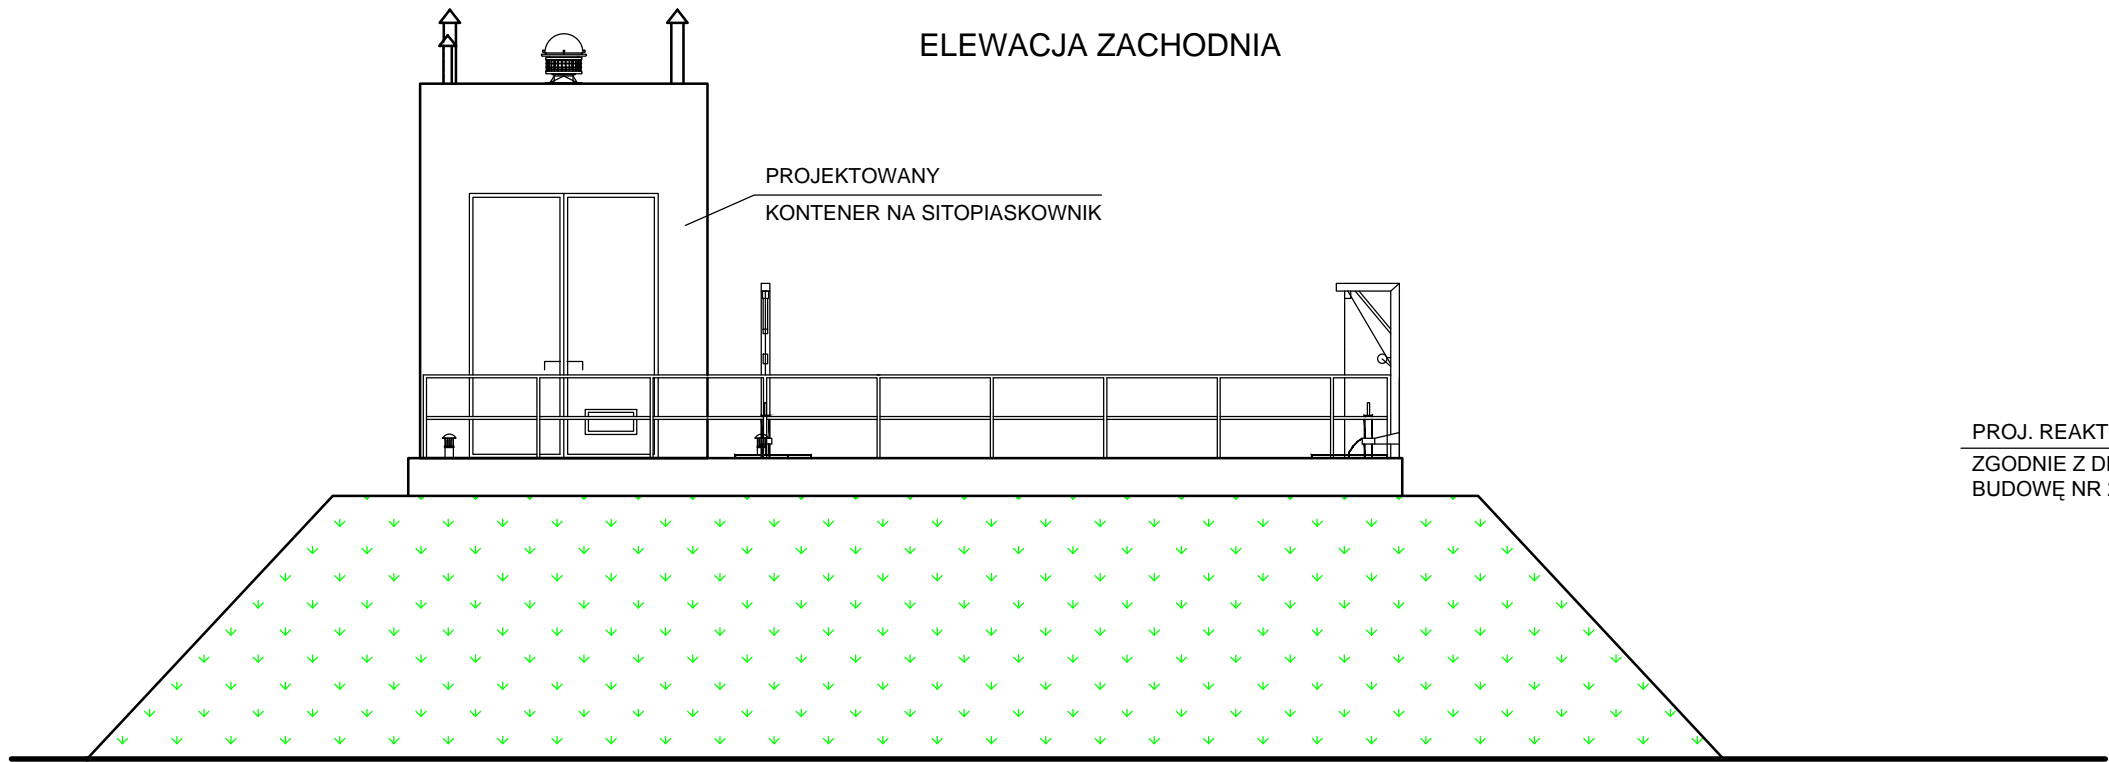 ELEWACJA ZACHODNIA
PROJEKTOWANY
KONTENER NA SITOPIASKOWNIK
PROJ. REAKT
ZGODNIE Z
BUDOWĘ NR